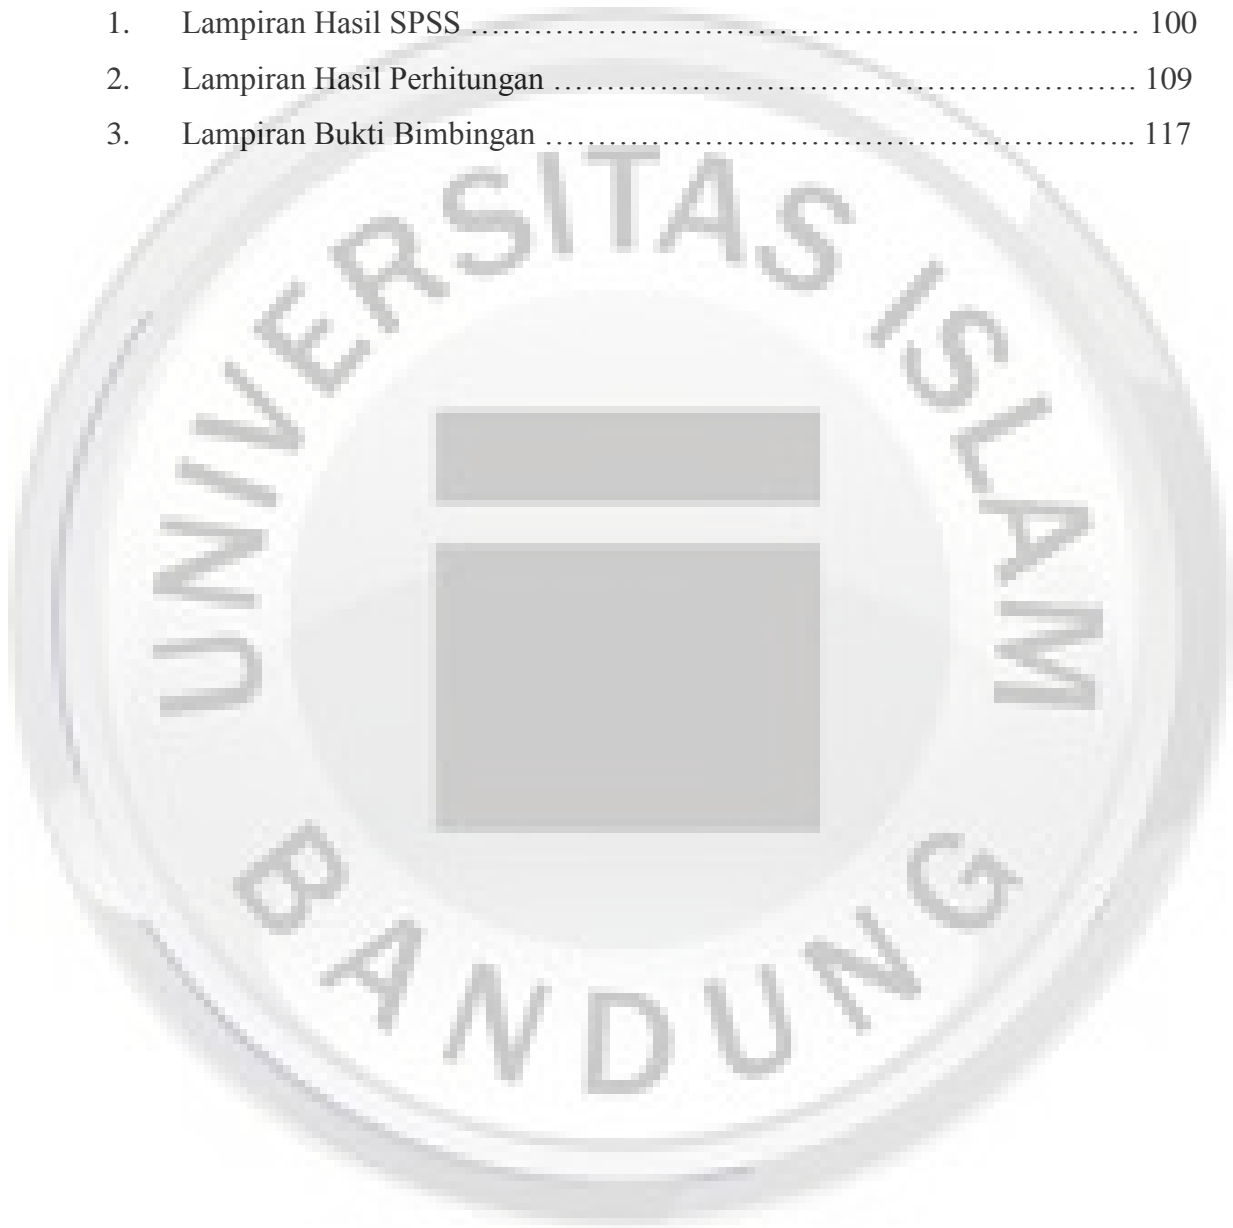 1. Lampiran Hasil SPSS ………………………………………………………… 100
2. Lampiran Hasil Perhitungan ………………………………………………. 109
3. Lampiran Bukti Bimbingan ……………………………………………….. 117
UNIVERSITAS ISLAM
BANDUNG